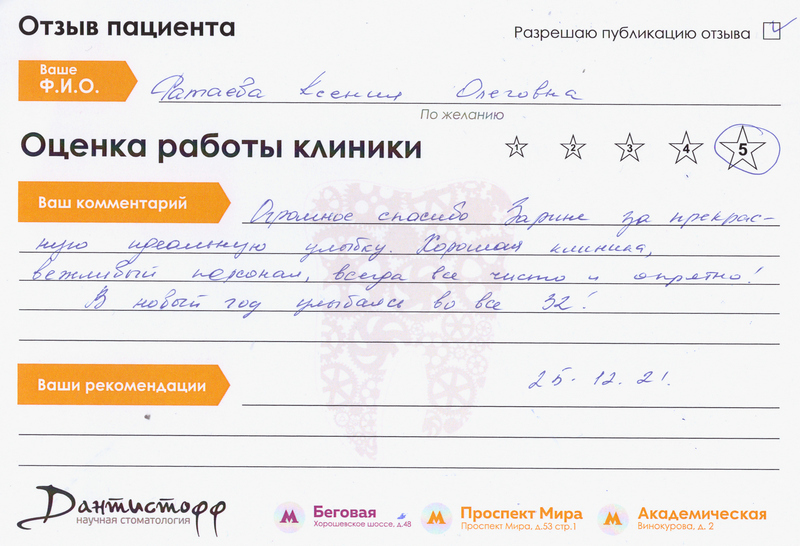 Отзыв пациента
Разрешаю публикацию отзыва
Ваше
Ф.И.О.
Фатаева Ксения Олеговна
По желанию
Оценка работы клиники
1 2 3 4 5
Ваш комментарий
Огромное спасибо Зарине за прекрас-
ную идеальную улыбку. Хорошая клиника,
вежливый персонал, всегда все чисто и опрятно!
В новый год улыбаясь во все 32!
Ваши рекомендации
25.12.21.
Дантистофф
научная стоматология
М Беговая
Хорошевское шоссе, д.48
М Проспект Мира
Проспект Мира, д.53 стр.1
М Академическая
Винокурова, д. 2